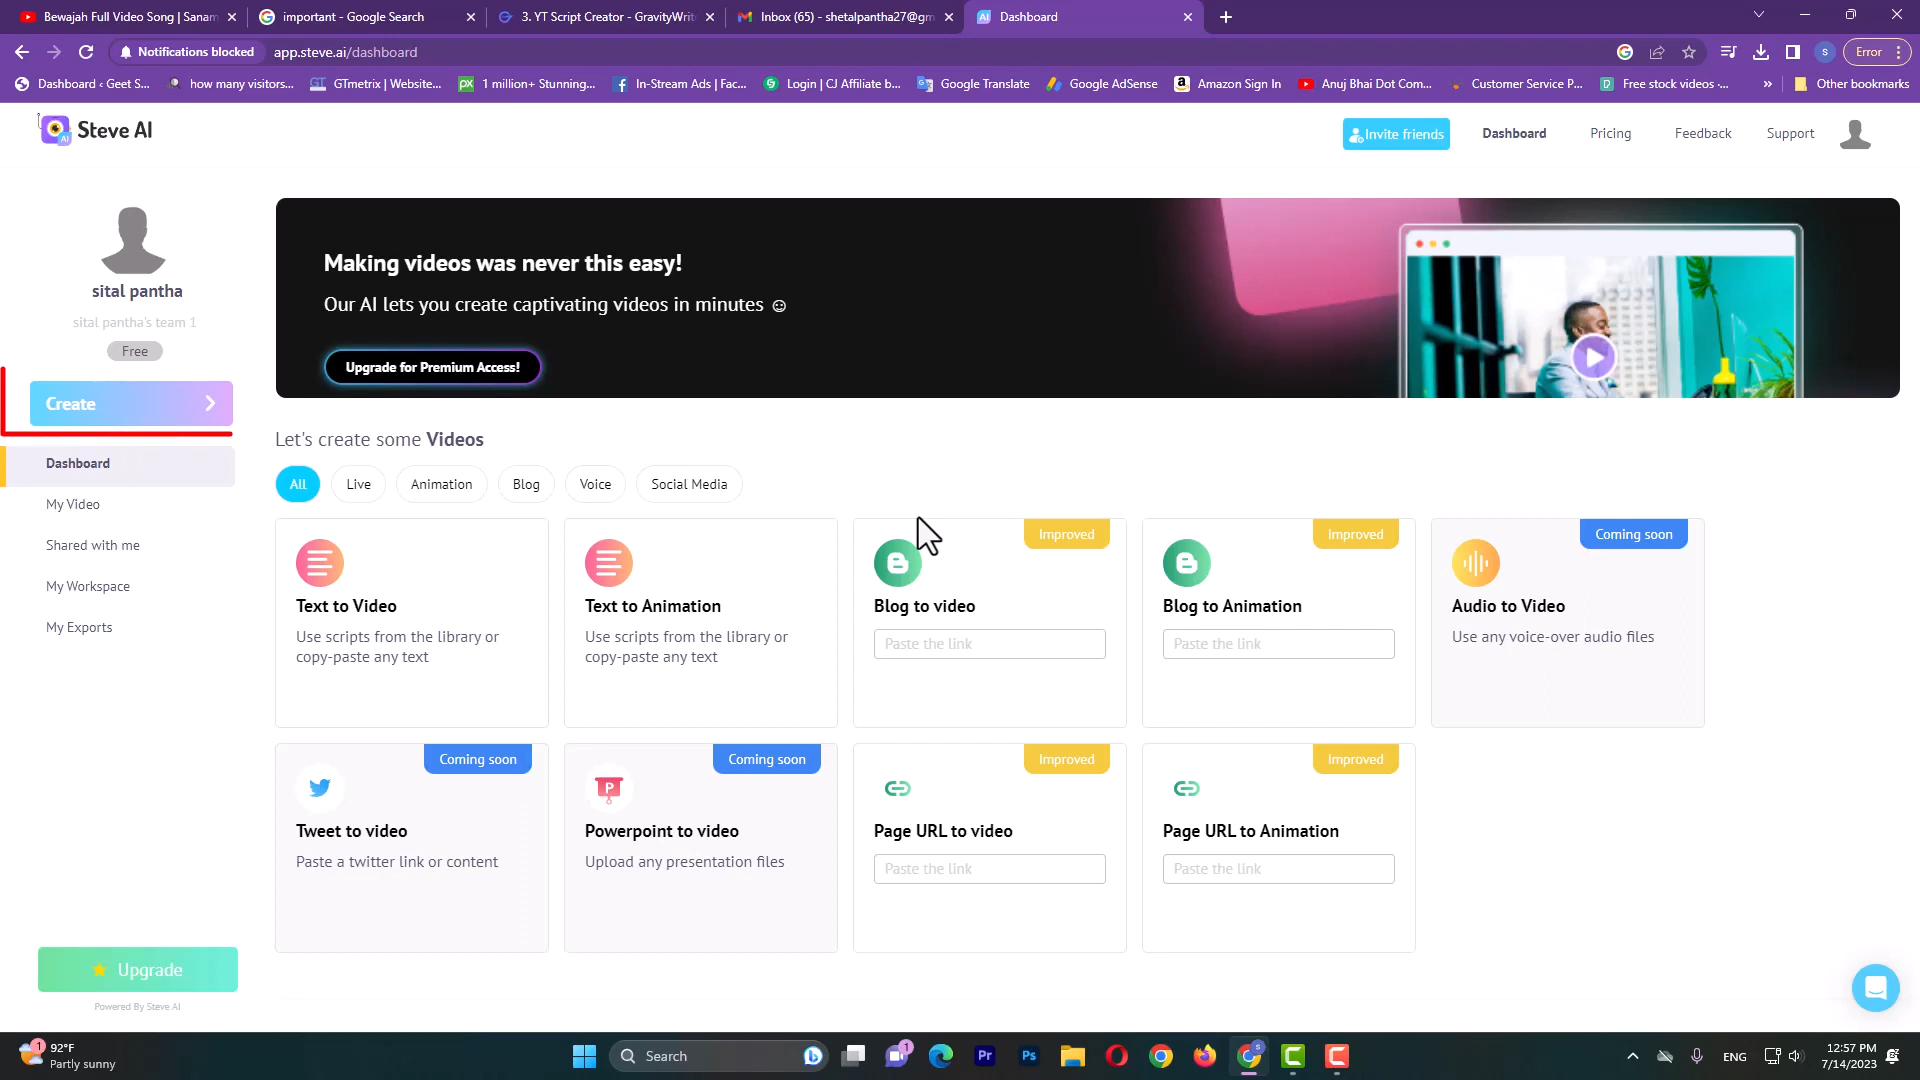 Bewajah Full Video Song | Sanam
important - Google Search
3. YT Script Creator - GravityWrit
Inbox (65) - shetalpantha27@gm
Dashboard
Notifications blocked
app.steve.ai/dashboard
Error
Dashboard ‹ Geet S...
how many visitors...
GTmetrix | Website...
1 million+ Stunning...
In-Stream Ads | Fac...
Login | CJ Affiliate b...
Google Translate
Google AdSense
Amazon Sign In
Anuj Bhai Dot Com...
Customer Service P...
Free stock videos -...
Other bookmarks
Steve AI
Invite friends
Dashboard
Pricing
Feedback
Support
sital pantha
sital pantha's team 1
Free
Create
Dashboard
My Video
Shared with me
My Workspace
My Exports
Upgrade
Powered By Steve AI
Making videos was never this easy!
Our AI lets you create captivating videos in minutes ☺
Upgrade for Premium Access!
Let's create some Videos
All
Live
Animation
Blog
Voice
Social Media
Text to Video
Use scripts from the library or
copy-paste any text
Text to Animation
Use scripts from the library or
copy-paste any text
Improved
Blog to video
Paste the link
Improved
Blog to Animation
Paste the link
Coming soon
Audio to Video
Use any voice-over audio files
Coming soon
Tweet to video
Paste a twitter link or content
Coming soon
Powerpoint to video
Upload any presentation files
Improved
Page URL to video
Paste the link
Improved
Page URL to Animation
Paste the link
1
92°F
Partly sunny
Search
1
Pr
Ps
ENG
12:57 PM
7/14/2023